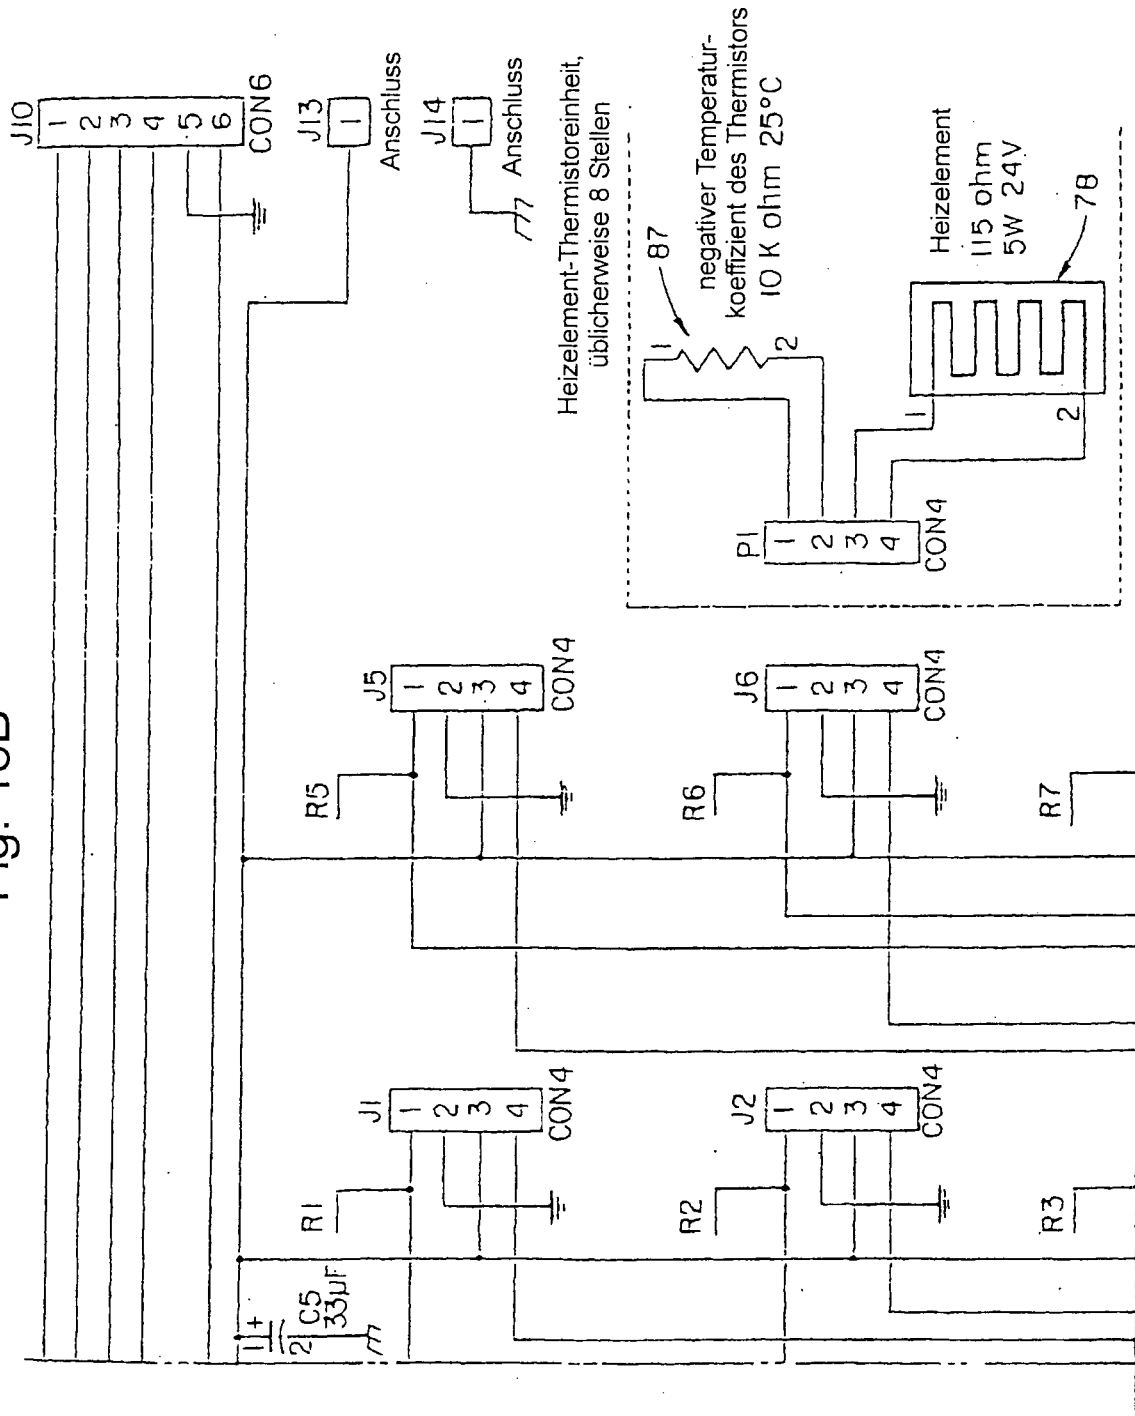 J10
1
2
3
4
5
6
CON6
J13
1
Anschluss
J14
1
Anschluss
Heizelement-Thermistoreinheit,
üblicherweise 8 Stellen
87
negativer Temperatur-
koeffizient des Thermistors
10 K ohm 25°C
1
2
P1
1
2
3
4
CON4
Heizelement
115 ohm
5W 24V
78
1
2
R5
J5
1
2
3
4
CON4
R6
J6
1
2
3
4
CON4
R7
1
+
2
C5
33µF
R1
J1
1
2
3
4
CON4
R2
J2
1
2
3
4
CON4
R3